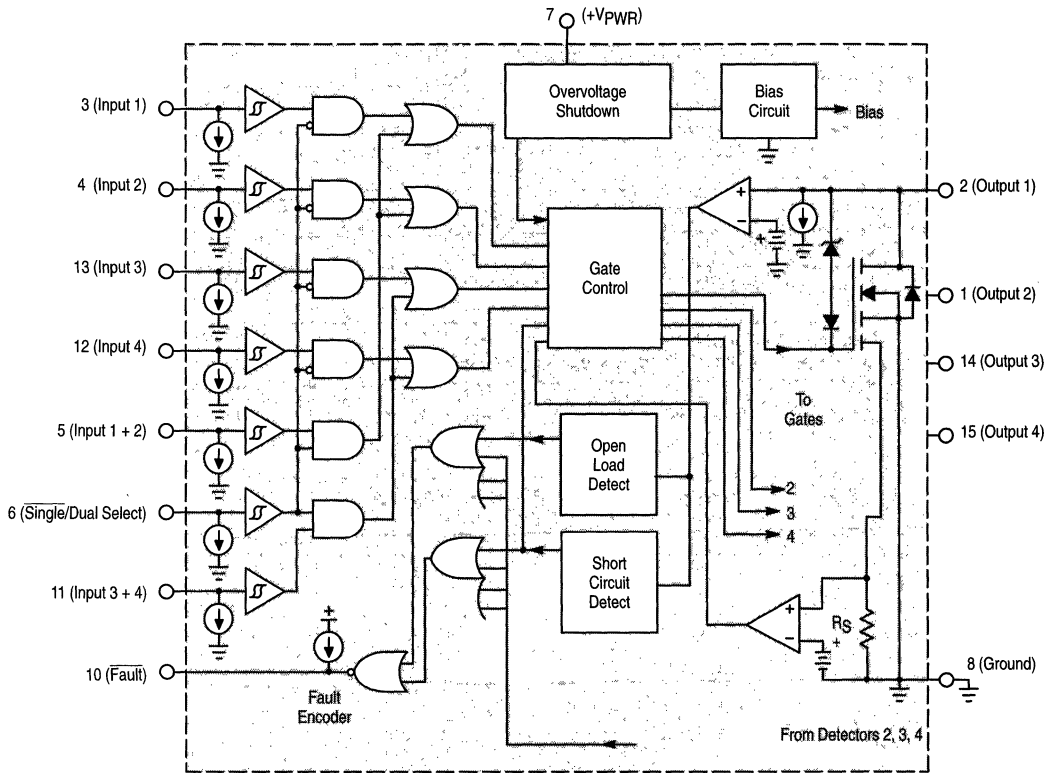 7 (+VPWR)
Overvoltage
Shutdown
Bias
Circuit
Bias
3 (Input 1)
4 (Input 2)
13 (Input 3)
12 (Input 4)
5 (Input 1 + 2)
6 (Single/Dual Select)
11 (Input 3 + 4)
10 (Fault)
Fault
Encoder
+
Gate
Control
+
−
+
2 (Output 1)
1 (Output 2)
14 (Output 3)
15 (Output 4)
To
Gates
Open
Load
Detect
2
3
4
Short
Circuit
Detect
+
−
RS
+
8 (Ground)
From Detectors 2, 3, 4